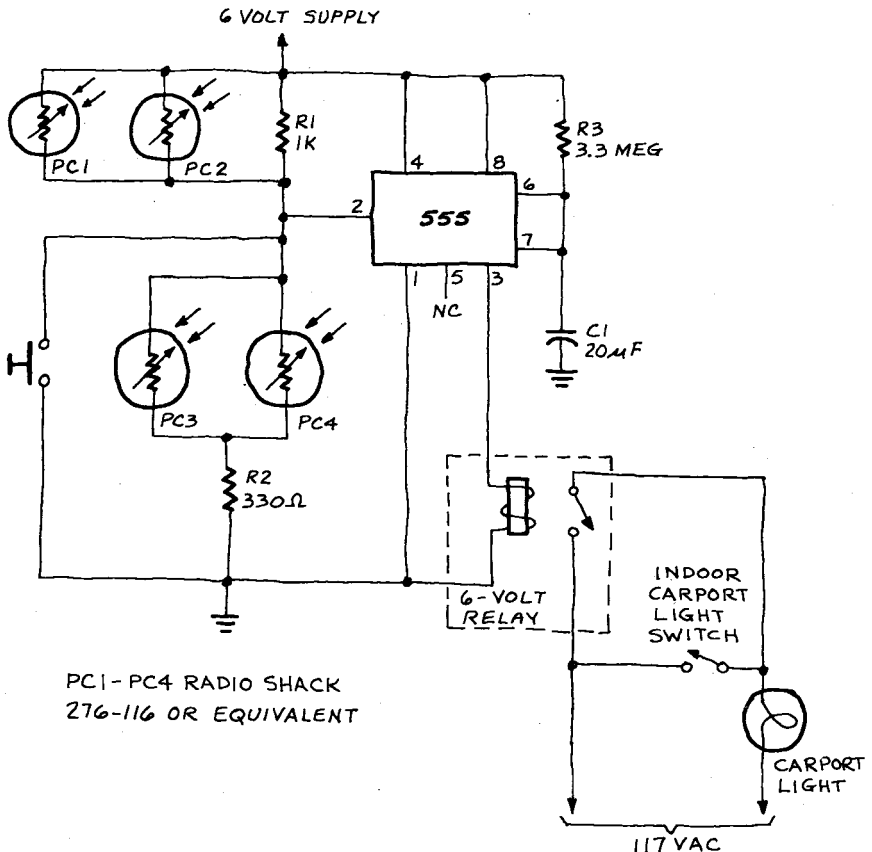 6 VOLT SUPPLY
PC1
PC2
R1
1K
R3
3.3 MEG
4
8
6
2
555
7
1
5
3
NC
C1
20µF
PC3
PC4
R2
330Ω
6-VOLT
RELAY
INDOOR
CARPORT
LIGHT
SWITCH
PC1-PC4 RADIO SHACK
276-116 OR EQUIVALENT
CARPORT
LIGHT
117 VAC